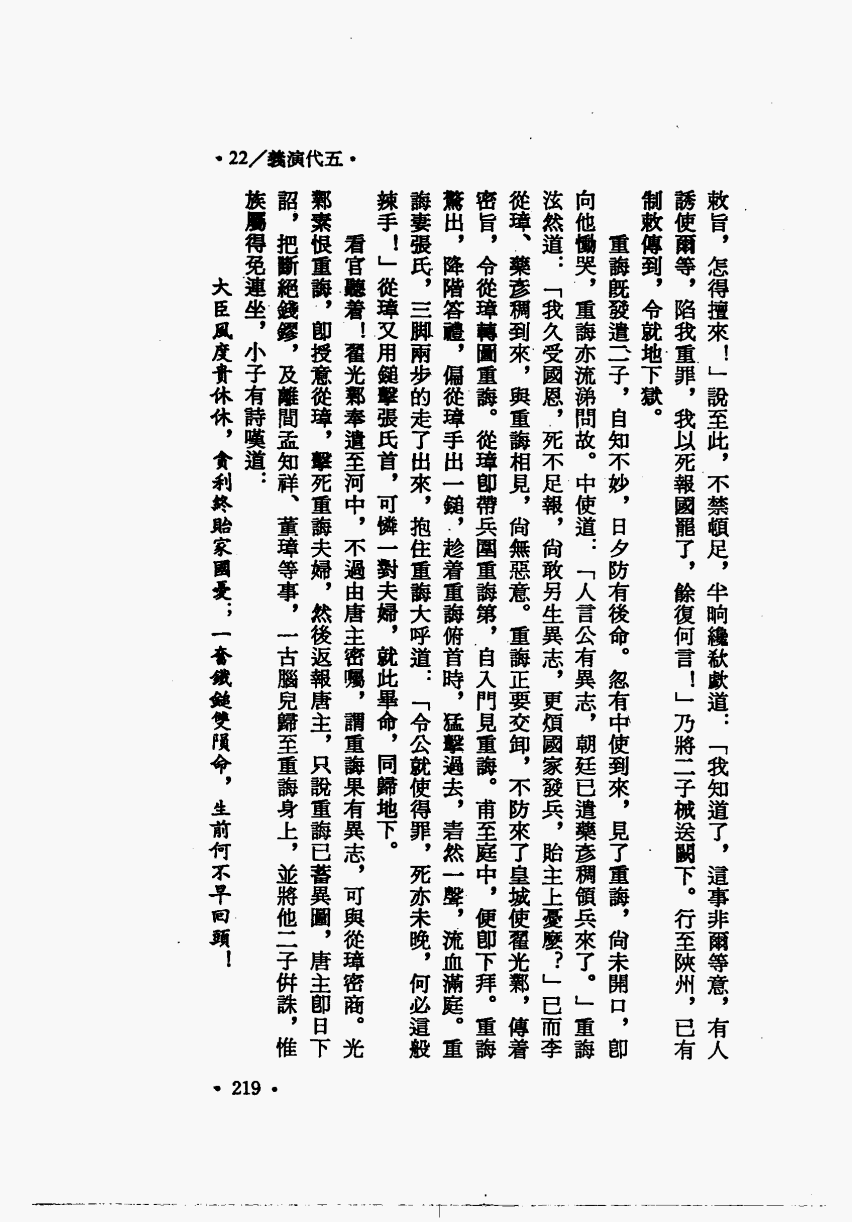 ・22／義演代五・
敕旨，怎得擅來！」說至此，不禁頓足，半晌纔欷歔道：「我知道了，這事非爾等意，有人
誘使爾等，陷我重罪，我以死報國罷了，餘復何言！」乃將二子械送闕下。行至陝州，已有
制敕傳到，令就地下獄。
重誨旣發遣二子，自知不妙，日夕防有後命。忽有中使到來，見了重誨，尙未開口，卽
向他慟哭，重誨亦流涕問故。中使道：「人言公有異志，朝廷已遣藥彥稠領兵來了。」重誨
泫然道：「我久受國恩，死不足報，尙敢另生異志，更煩國家發兵，貽主上憂麼？」已而李
從璋、藥彥稠到來，與重誨相見，尙無惡意。重誨正要交卸，不防來了皇城使翟光鄴，傳着
密旨，令從璋轉圖重誨。從璋卽帶兵圍重誨第，自入門見重誨。甫至庭中，便卽下拜。重誨
驚出，降階答禮，偏從璋手出一鎚，趁着重誨俯首時，猛擊過去，砉然一聲，流血滿庭。重
誨妻張氏，三脚兩步的走了出來，抱住重誨大呼道：「令公就使得罪，死亦未晚，何必這般
辣手！」從璋又用鎚擊張氏首，可憐一對夫婦，就此畢命，同歸地下。
看官聽着！翟光鄴奉遣至河中，不過由唐主密囑，謂重誨果有異志，可與從璋密商。光
鄴素恨重誨，卽授意從璋，擊死重誨夫婦，然後返報唐主，只說重誨已蓄異圖，唐主卽日下
詔，把斷絕錢鏐，及離間孟知祥、董璋等事，一古腦兒歸至重誨身上，並將他二子倂誅，惟
族屬得免連坐，小子有詩嘆道：
大臣風度貴休休，貪利終貽家國憂；一奮鐵鎚雙隕命，生前何不早回頭！
・219・